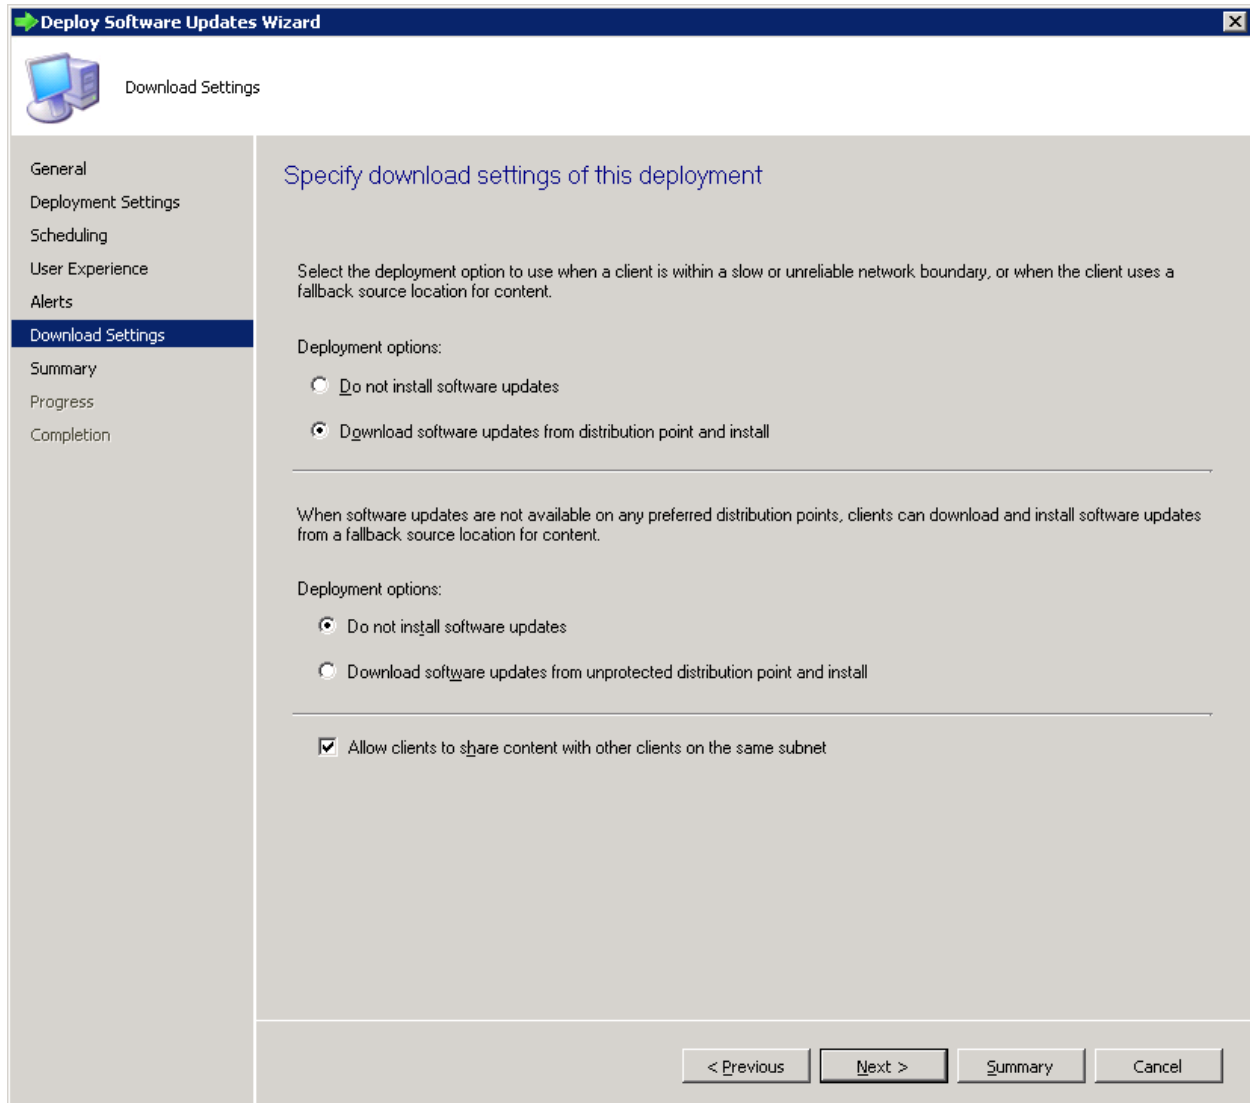 Deploy Software Updates Wizard
Download Settings
General
Deployment Settings
Scheduling
User Experience
Alerts
Download Settings
Summary
Progress
Completion
Specify download settings of this deployment
Select the deployment option to use when a client is within a slow or unreliable network boundary, or when the client uses a
fallback source location for content.
Deployment options:
Do not install software updates
Download software updates from distribution point and install
When software updates are not available on any preferred distribution points, clients can download and install software updates
from a fallback source location for content.
Deployment options:
Do not install software updates
Download software updates from unprotected distribution point and install
Allow clients to share content with other clients on the same subnet
< Previous
Next >
Summary
Cancel